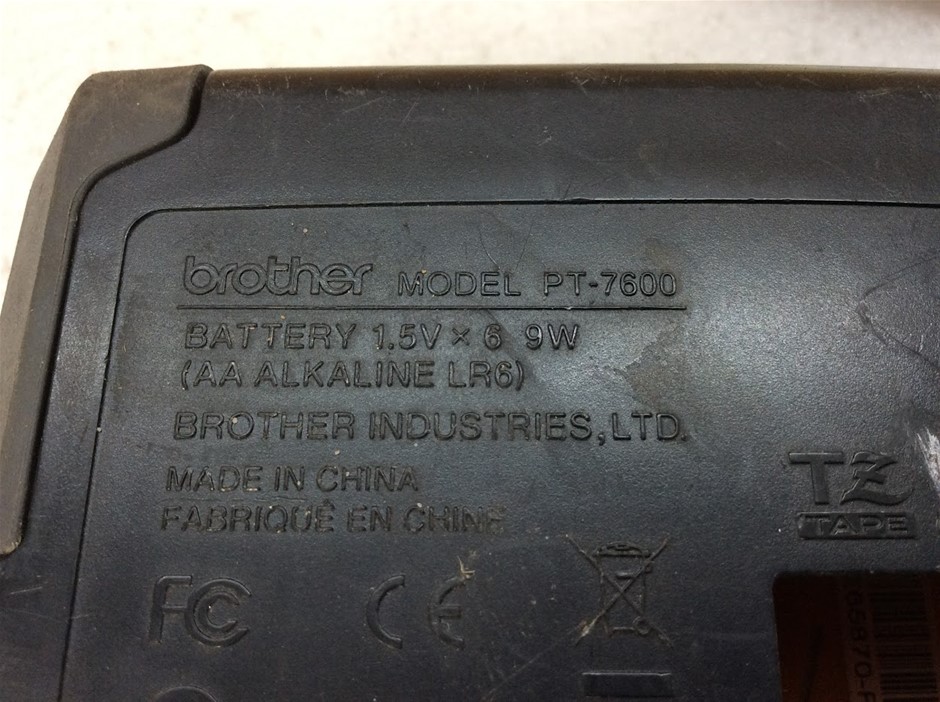 brother MODEL PT-7600
BATTERY 1.5V × 6 9W
(AA ALKALINE LR6)
BROTHER INDUSTRIES, LTD.
MADE IN CHINA
FABRIQUÉ EN CHINE
TZ
TAPE
FC CE